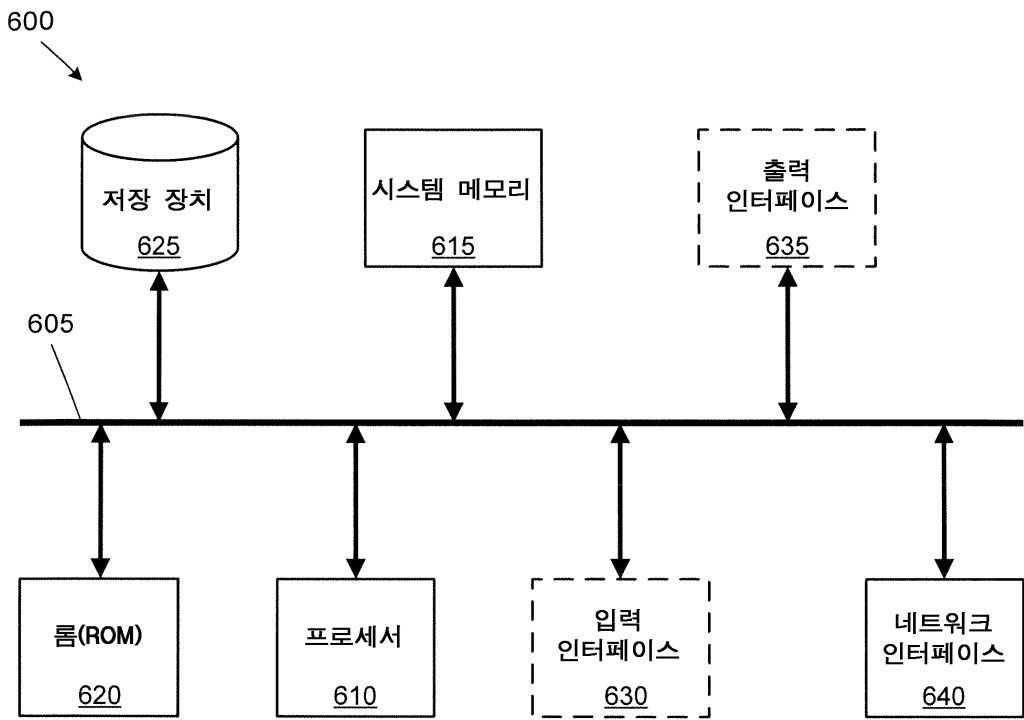 600
저장 장치
625
시스템 메모리
615
출력
인터페이스
635
605
롬(ROM)
620
프로세서
610
입력
인터페이스
630
네트워크
인터페이스
640